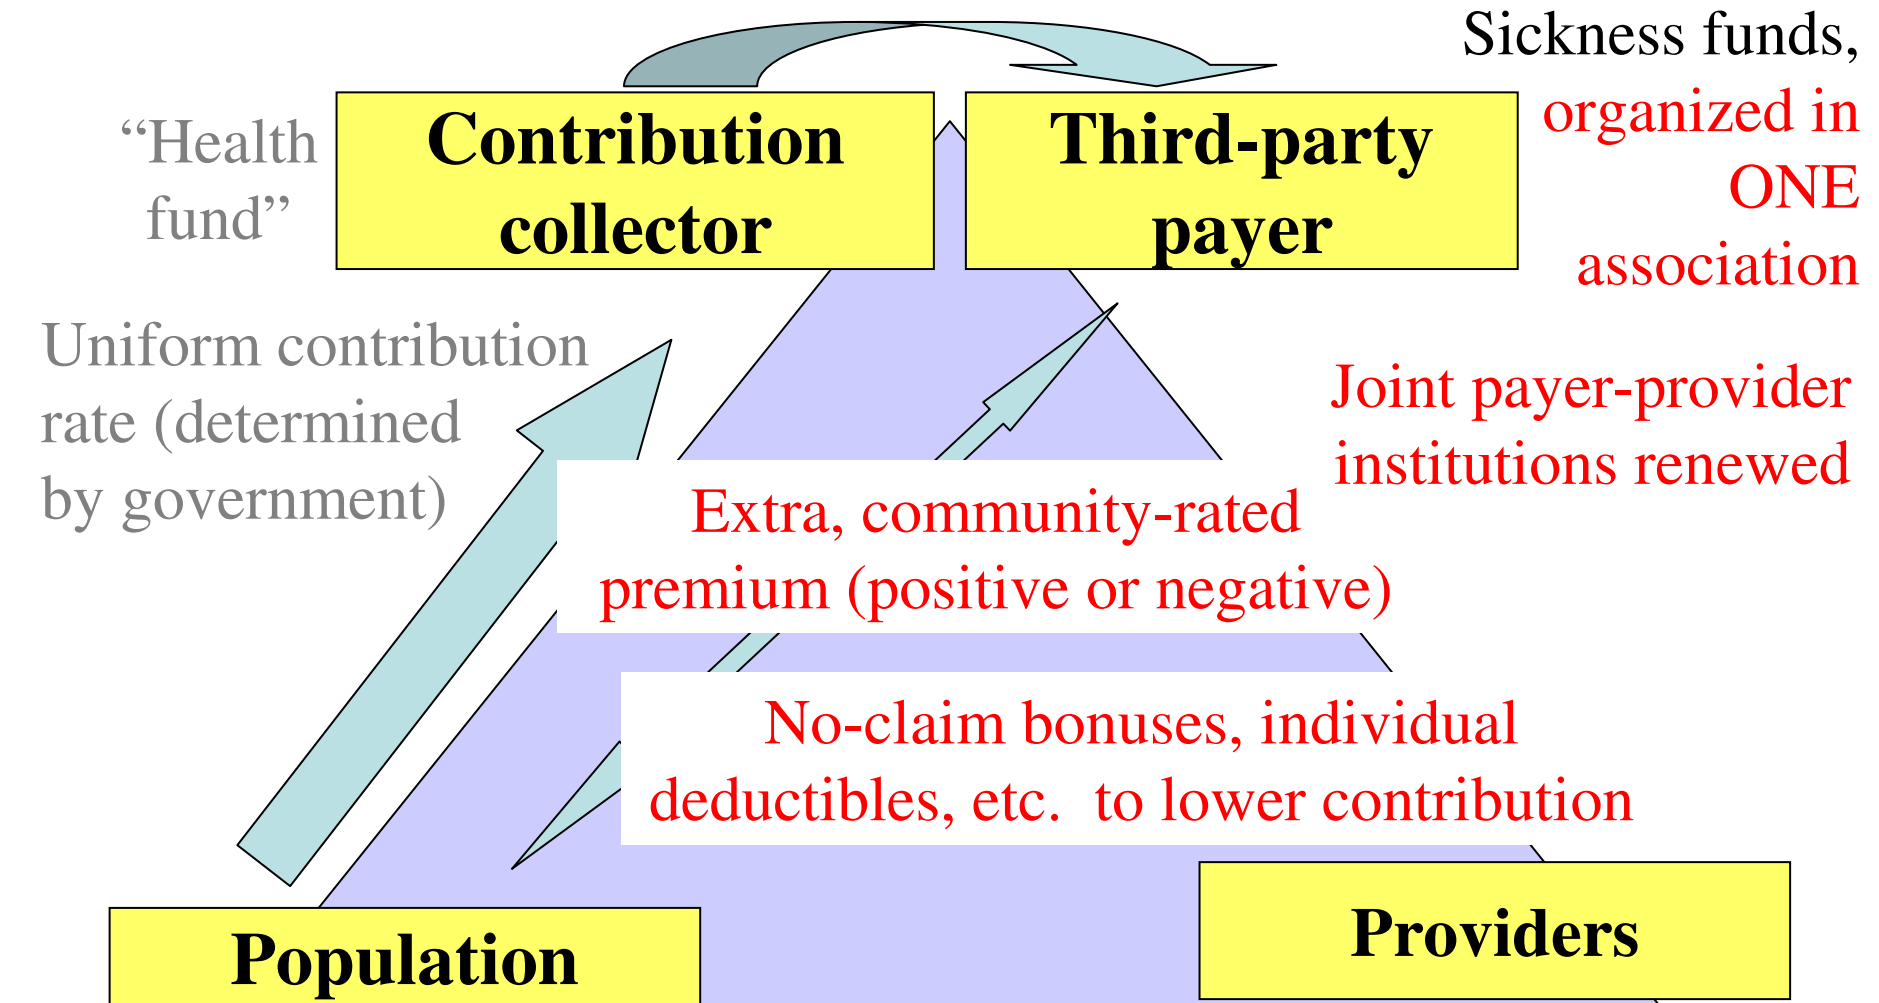 Sickness funds,
organized in
ONE
association
“Health
fund”
Contribution
collector
Third-party
payer
Uniform contribution
rate (determined
by government)
Joint payer-provider
institutions renewed
Extra, community-rated
premium (positive or negative)
No-claim bonuses, individual
deductibles, etc.  to lower contribution
Population
Providers